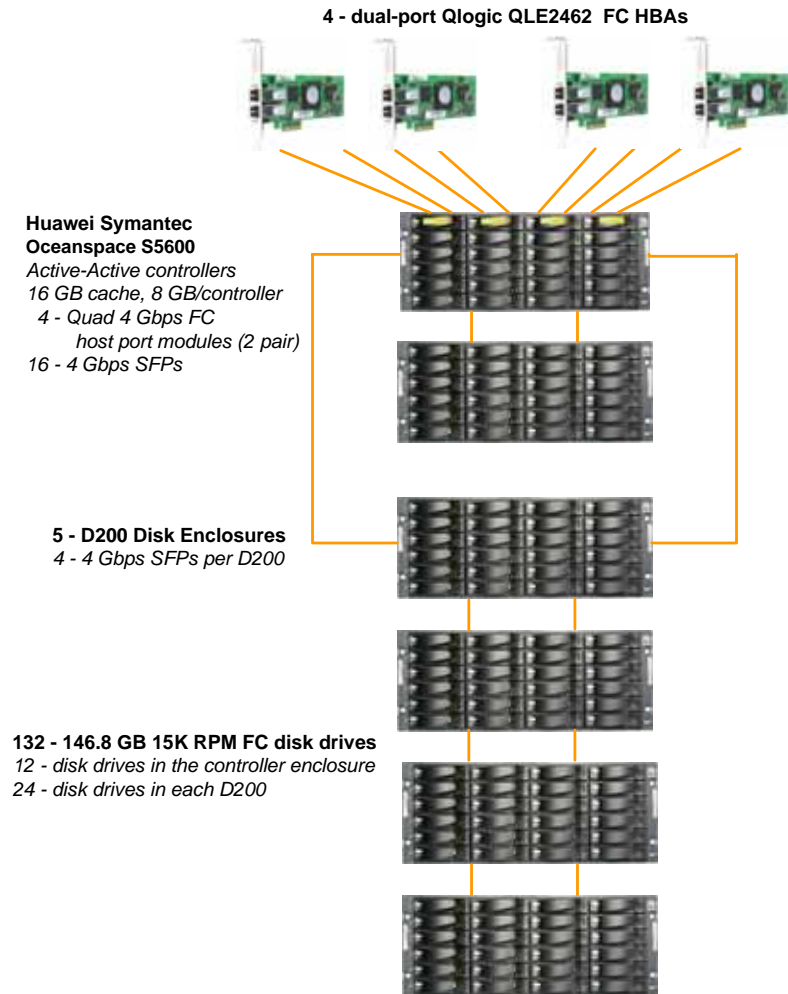 4 - dual-port Qlogic QLE2462 FC HBAs
Huawei Symantec
Oceanspace S5600
Active-Active controllers
16 GB cache, 8 GB/controller
4 - Quad 4 Gbps FC
host port modules (2 pair)
16 - 4 Gbps SFPs
5 - D200 Disk Enclosures
4 - 4 Gbps SFPs per D200
132 - 146.8 GB 15K RPM FC disk drives
12 - disk drives in the controller enclosure
24 - disk drives in each D200